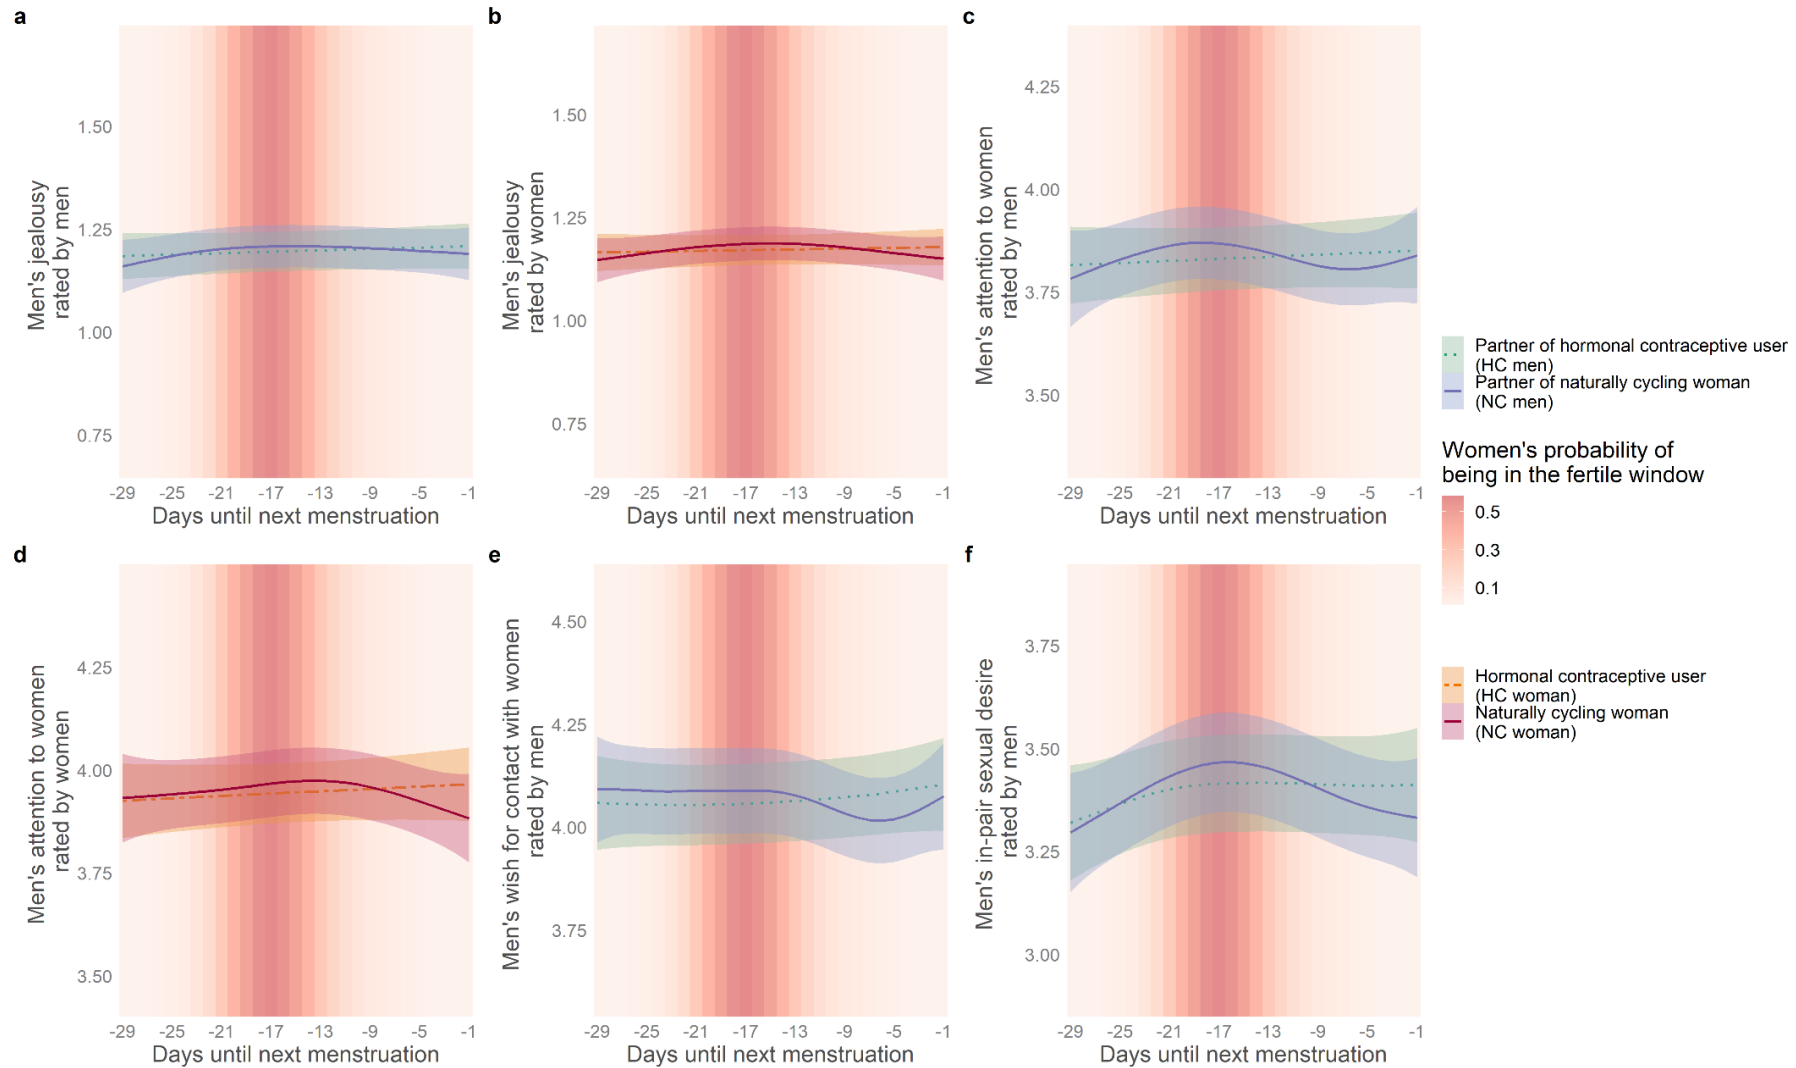 a
Men's jealousy
rated by men
1.50
1.25
1.00
0.75
-29 -25 -21 -17 -13 -9 -5 -1
Days until next menstruation
b
Men's jealousy
rated by women
1.50
1.25
1.00
0.75
-29 -25 -21 -17 -13 -9 -5 -1
Days until next menstruation
c
Men's attention to women
rated by men
4.25
4.00
3.75
3.50
-29 -25 -21 -17 -13 -9 -5 -1
Days until next menstruation
d
Men's attention to women
rated by women
4.25
4.00
3.75
3.50
-29 -25 -21 -17 -13 -9 -5 -1
Days until next menstruation
e
Men's wish for contact with women
rated by men
4.50
4.25
4.00
3.75
-29 -25 -21 -17 -13 -9 -5 -1
Days until next menstruation
f
Men's in-pair sexual desire
rated by men
3.75
3.50
3.25
3.00
-29 -25 -21 -17 -13 -9 -5 -1
Days until next menstruation
Partner of hormonal contraceptive user
(HC men)
Partner of naturally cycling woman
(NC men)
Women's probability of
being in the fertile window
0.5
0.3
0.1
Hormonal contraceptive user
(HC woman)
Naturally cycling woman
(NC woman)